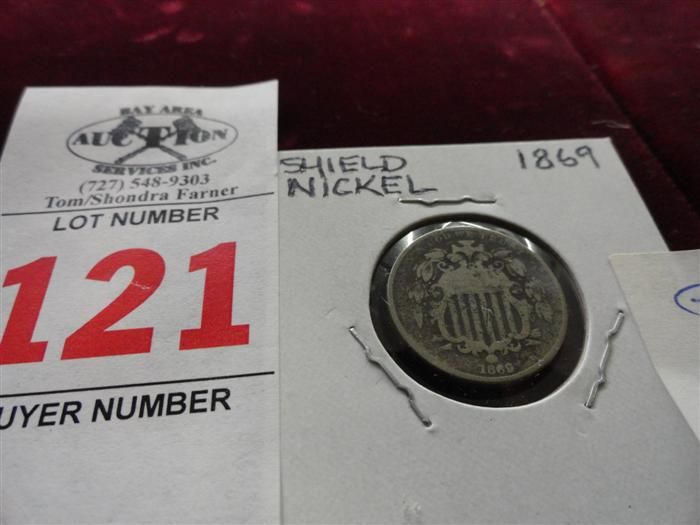 BAY AREA
AUCTION
SERVICES INC.
(727) 548-9303
Tom/Shondra Farner
LOT NUMBER
121
UYER NUMBER
SHIELD
NICKEL
1869
1869